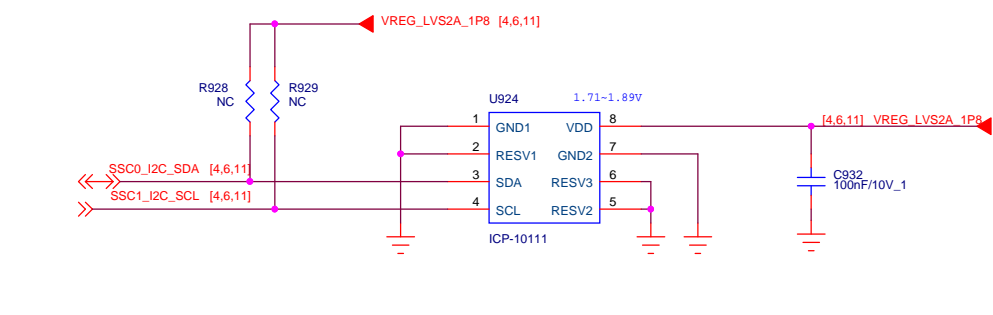 VREG_LVS2A_1P8 [4,6,11]
R928
NC
R929
NC
U924
1.71~1.89V
1
GND1
VDD
8
[4,6,11] VREG_LVS2A_1P8
2
RESV1
GND2
7
SSC0_I2C_SDA [4,6,11]
3
SDA
RESV3
6
C932
100nF/10V_1
SSC1_I2C_SCL [4,6,11]
4
SCL
RESV2
5
ICP-10111